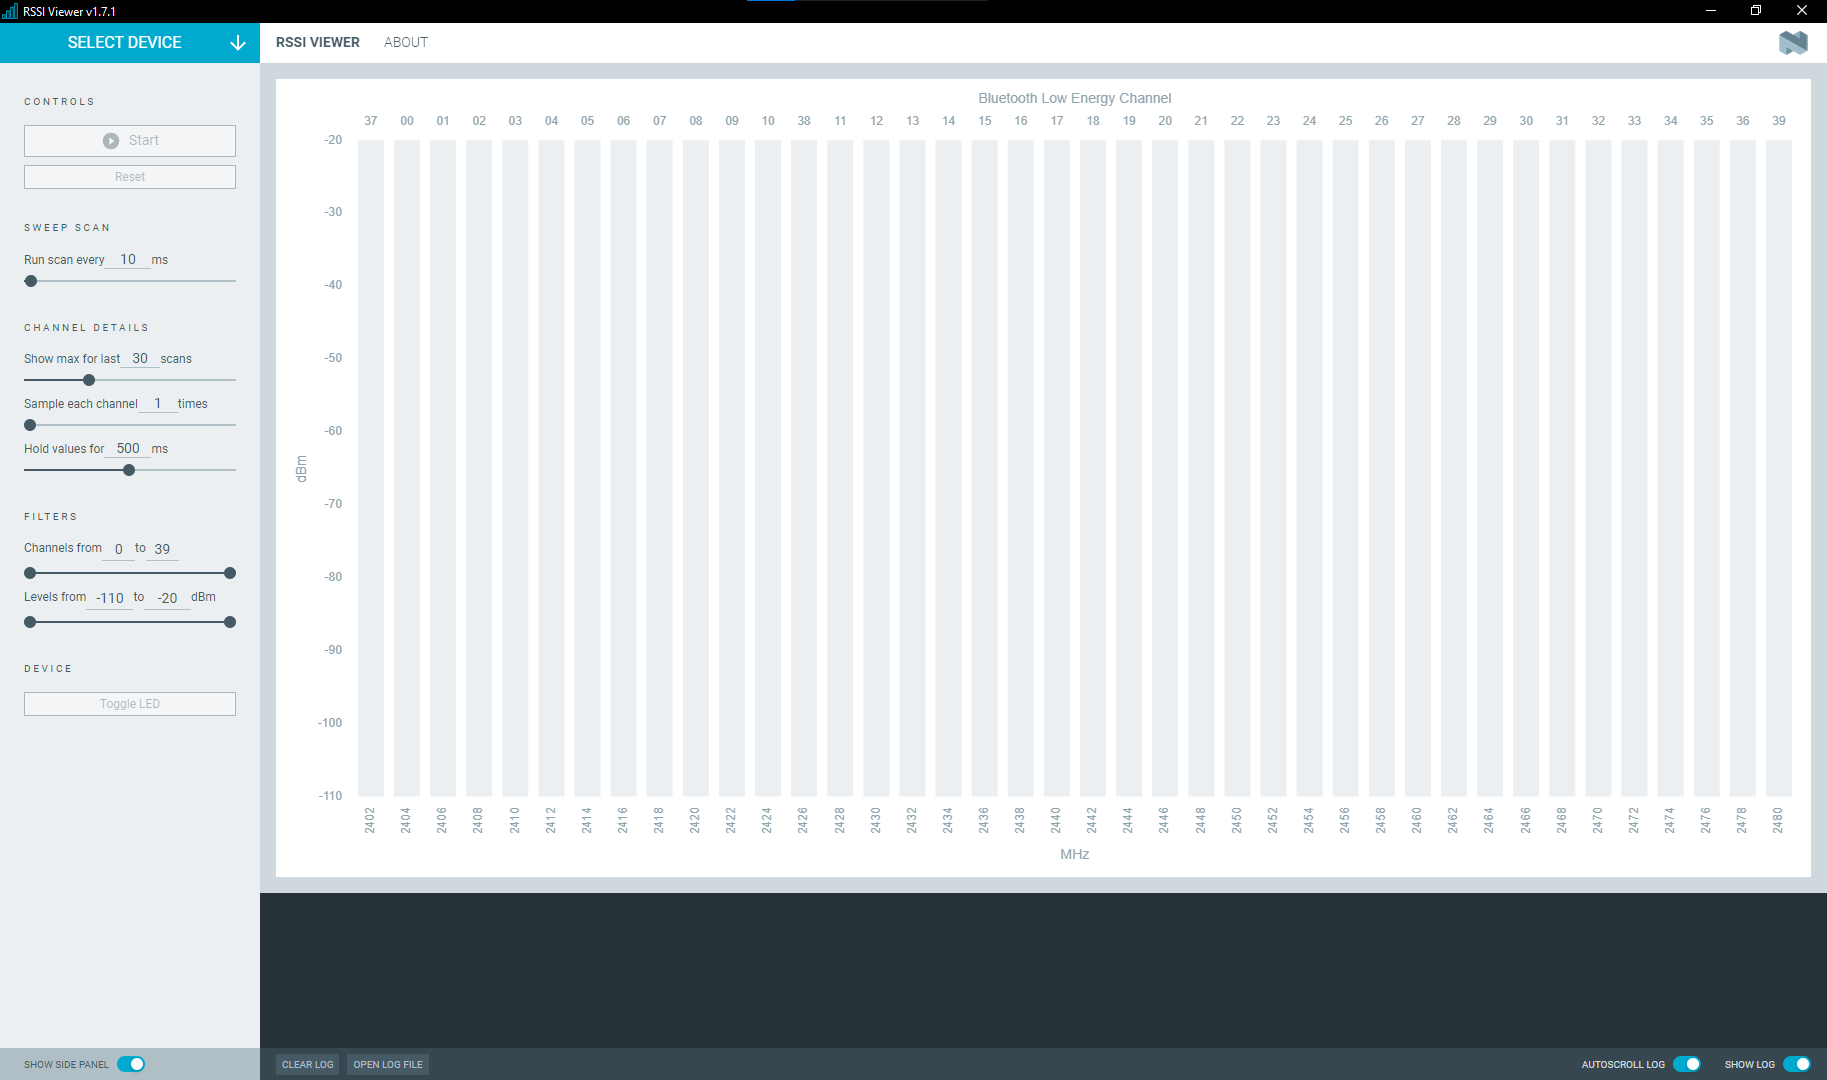 RSSI Viewer v1.7.1
SELECT DEVICE
RSSI VIEWER ABOUT
CONTROLS
Start
Reset
SWEEP SCAN
Run scan every 10 ms
CHANNEL DETAILS
Show max for last 30 scans
Sample each channel 1 times
Hold values for 500 ms
FILTERS
Channels from 0 to 39
Levels from -110 to -20 dBm
DEVICE
Toggle LED
SHOW SIDE PANEL
Bluetooth Low Energy Channel
37 00 01 02 03 04 05 06 07 08 09 10 38 11 12 13 14 15 16 17 18 19 20 21 22 23 24 25 26 27 28 29 30 31 32 33 34 35 36 39
-20
-30
-40
-50
-60
dBm
-70
-80
-90
-100
-110
2402 2404 2406 2408 2410 2412 2414 2416 2418 2420 2422 2424 2426 2428 2430 2432 2434 2436 2438 2440 2442 2444 2446 2448 2450 2452 2454 2456 2458 2460 2462 2464 2466 2468 2470 2472 2474 2476 2478 2480
MHz
CLEAR LOG OPEN LOG FILE AUTOSCROLL LOG SHOW LOG